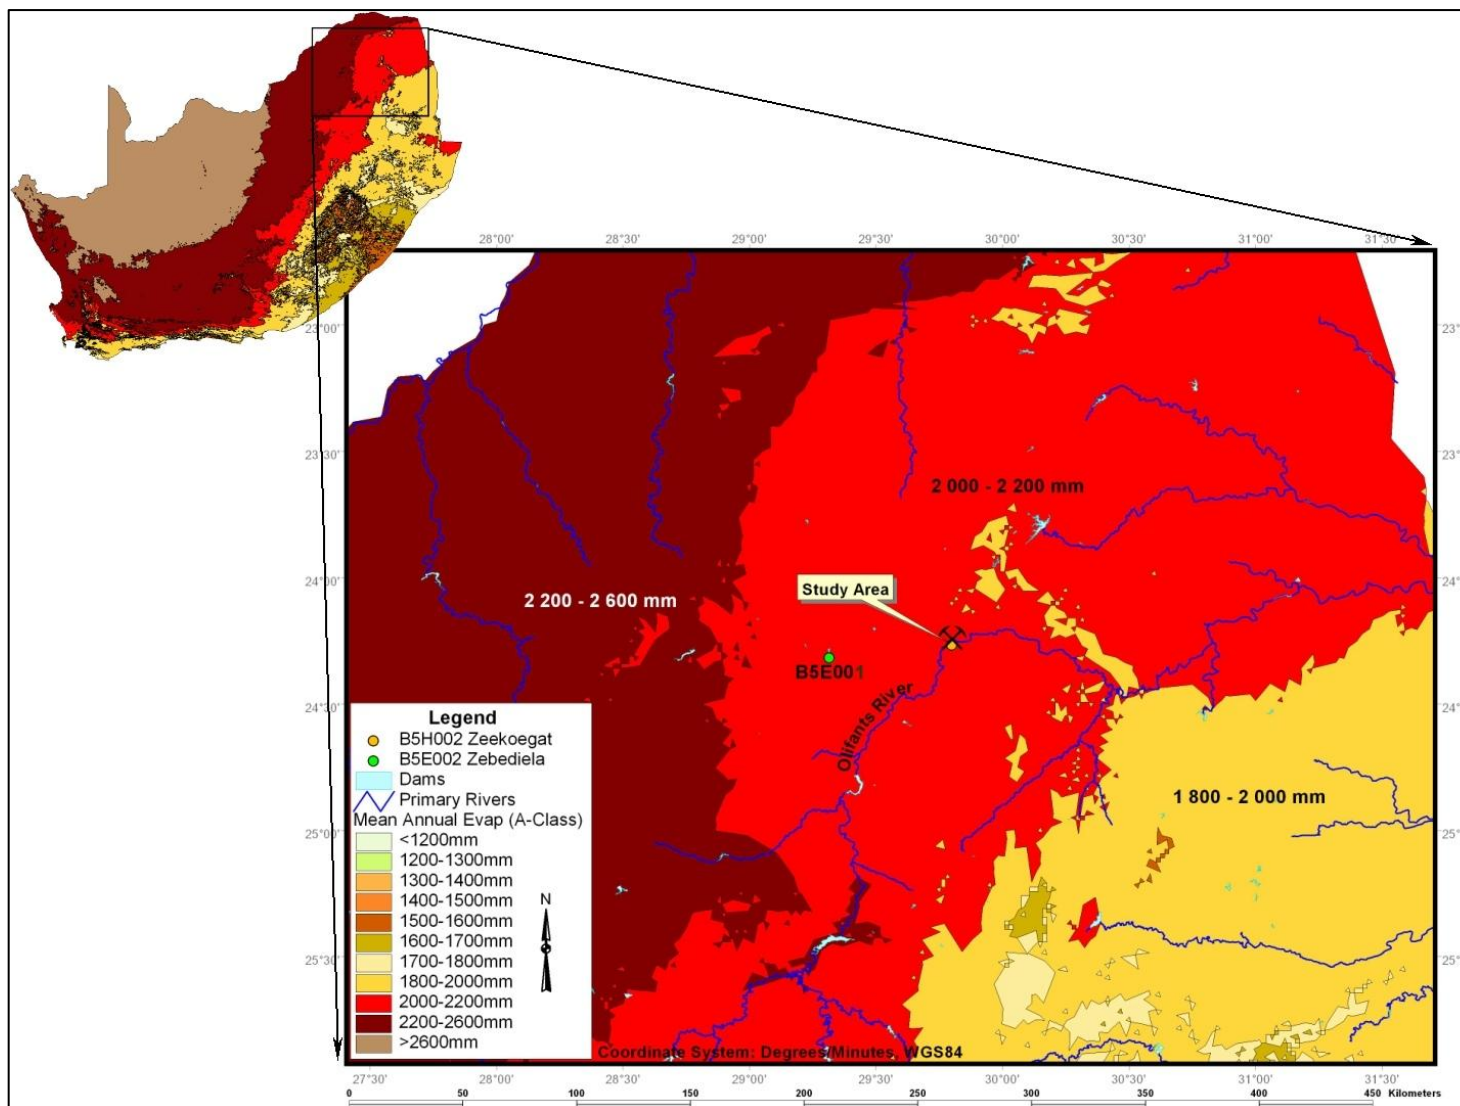 28°00' 28°30' 29°00' 29°30' 30°00' 30°30' 31°00' 31°30'
23°00' 23°
23°30' 23°
2 000 - 2 200 mm
24°00' 24°
Study Area
2 200 - 2 600 mm
B5E001
Olifants River
24°30' 24°
1 800 - 2 000 mm
25°00' 25°
25°30' 25°
Legend
B5H002 Zeekoegat
B5E002 Zebediela
Dams
Primary Rivers
Mean Annual Evap (A-Class)
<1200mm
1200-1300mm
1300-1400mm
1400-1500mm
1500-1600mm
1600-1700mm
1700-1800mm
1800-2000mm
2000-2200mm
2200-2600mm
>2600mm
N
Coordinate System: Degrees/Minutes, WGS84
27°30' 28°00' 28°30' 29°00' 29°30' 30°00' 30°30' 31°00' 31°30'
0 50 100 150 200 250 300 350 400 450 Kilometers